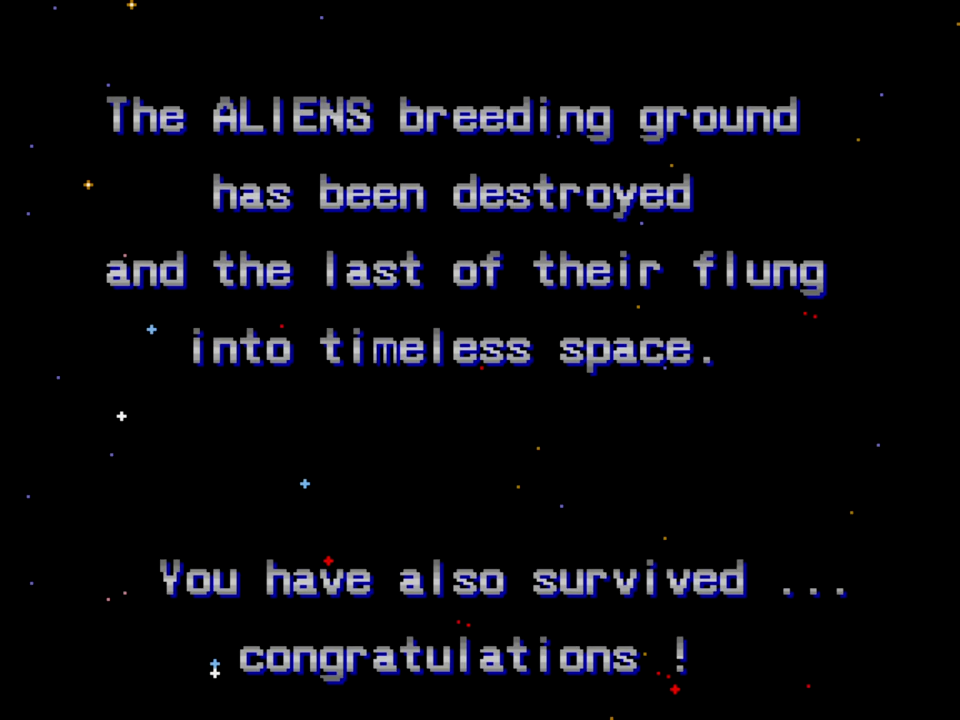 The ALIENS breeding ground
has been destroyed
and the last of their flung
into timeless space.
You have also survived ...
congratulations !